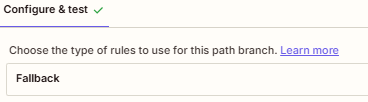 Configure & test
Choose the type of rules to use for this path branch. Learn more
Fallback